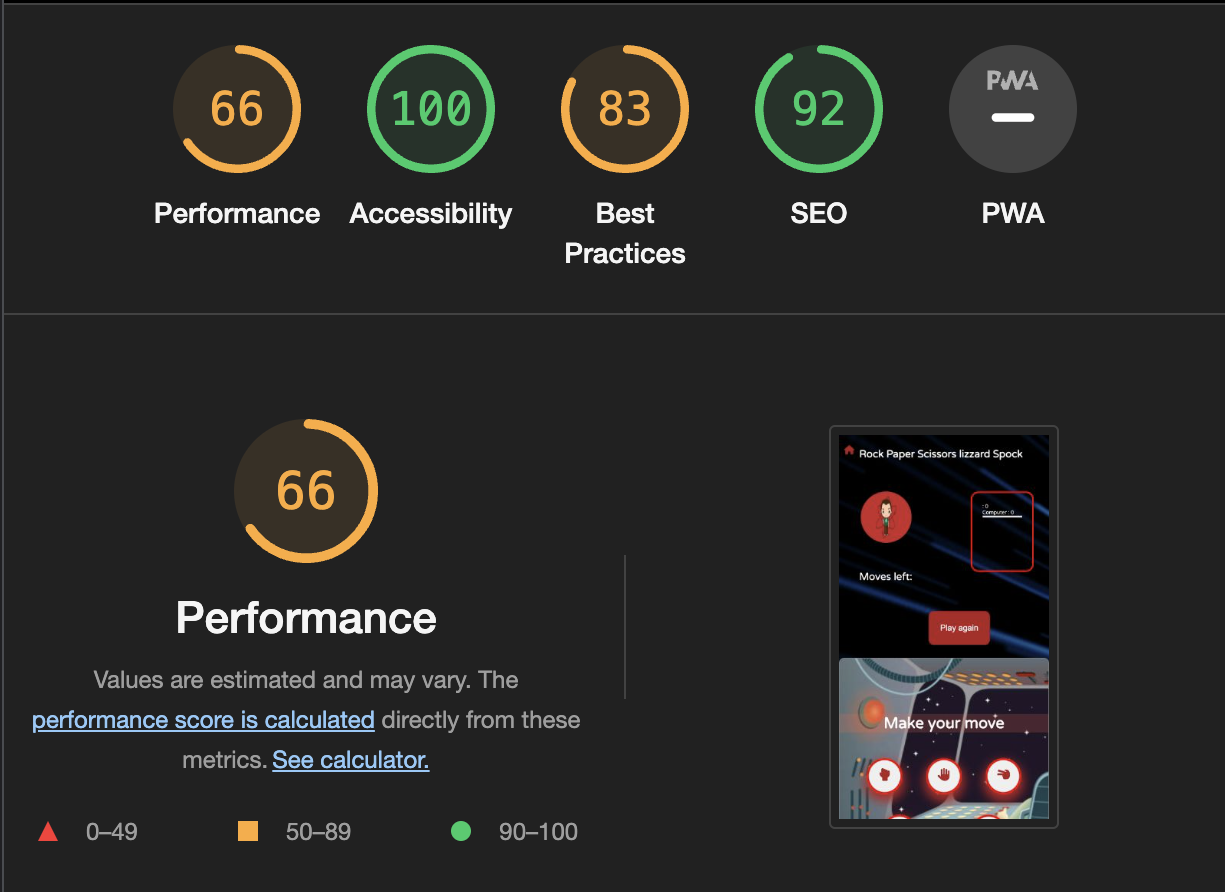 66
100
83
92
PWA
Performance
Accessibility
Best
Practices
SEO
PWA
66
Performance
Values are estimated and may vary. The
performance score is calculated directly from these
metrics. See calculator.
0–49
50–89
90–100
Rock Paper Scissors lizzard Spock
: 0
Computer : 0
Moves left:
Play again
Make your move